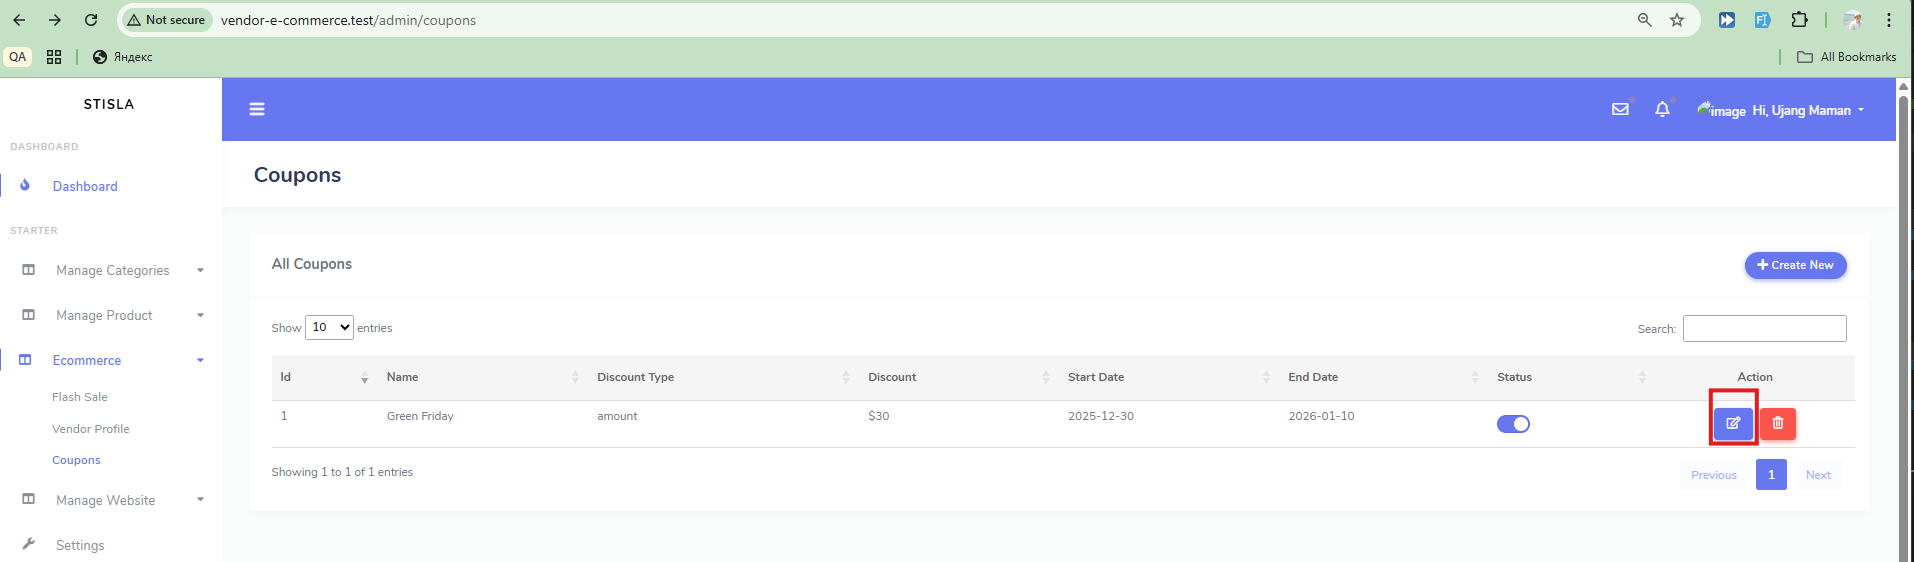 Not secure vendor-e-commerce.test/admin/coupons
QA Яндекс All Bookmarks
STISLA
image Hi, Ujang Maman
DASHBOARD
Dashboard
STARTER
Manage Categories
Manage Product
Ecommerce
Flash Sale
Vendor Profile
Coupons
Manage Website
Settings
Coupons
All Coupons
Create New
Show 10 entries
Search:
Id Name Discount Type Discount Start Date End Date Status Action
1 Green Friday amount $30 2025-12-30 2026-01-10
Showing 1 to 1 of 1 entries
Previous 1 Next